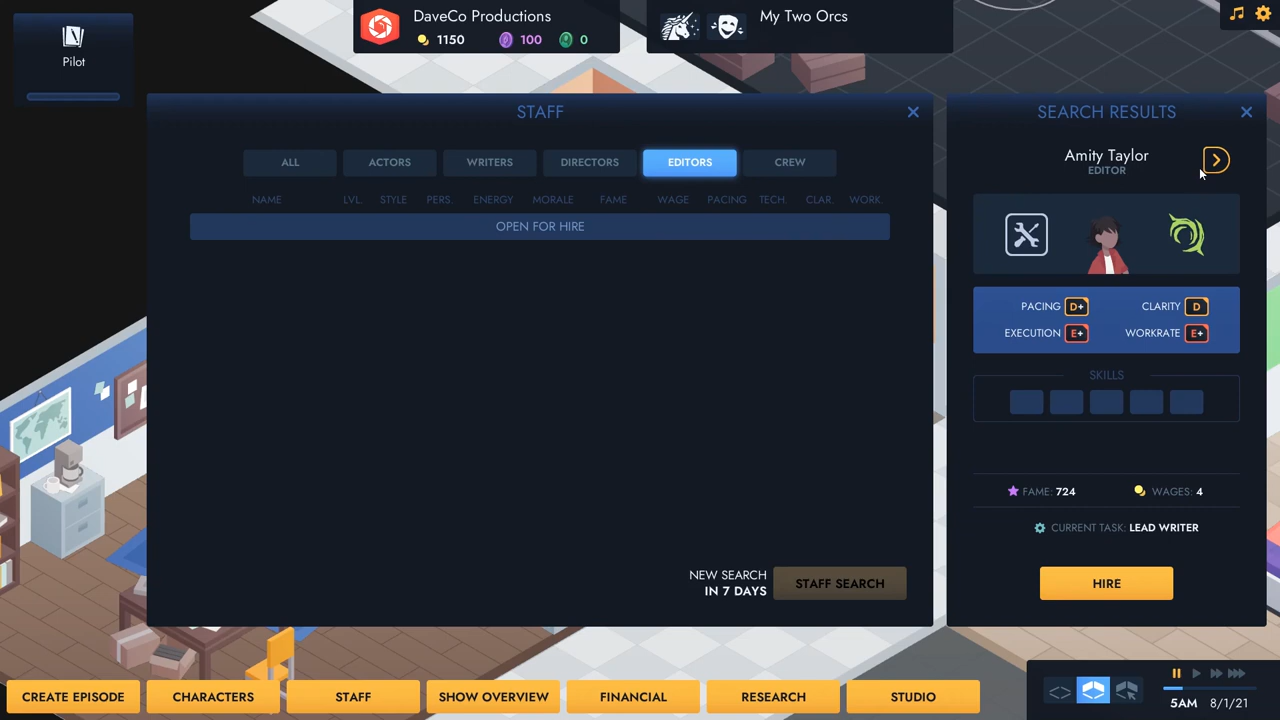 Pilot
DaveCo Productions
1150 100 0
My Two Orcs
STAFF
ALL ACTORS WRITERS DIRECTORS EDITORS CREW
NAME LVL. STYLE PERS. ENERGY MORALE FAME WAGE PACING TECH. CLAR. WORK.
OPEN FOR HIRE
NEW SEARCH
IN 7 DAYS
STAFF SEARCH
SEARCH RESULTS
Amity Taylor
EDITOR
PACING D+ CLARITY D
EXECUTION E+ WORKRATE E+
SKILLS
FAME: 724 WAGES: 4
CURRENT TASK: LEAD WRITER
HIRE
CREATE EPISODE CHARACTERS STAFF SHOW OVERVIEW FINANCIAL RESEARCH STUDIO
5AM 8/1/21